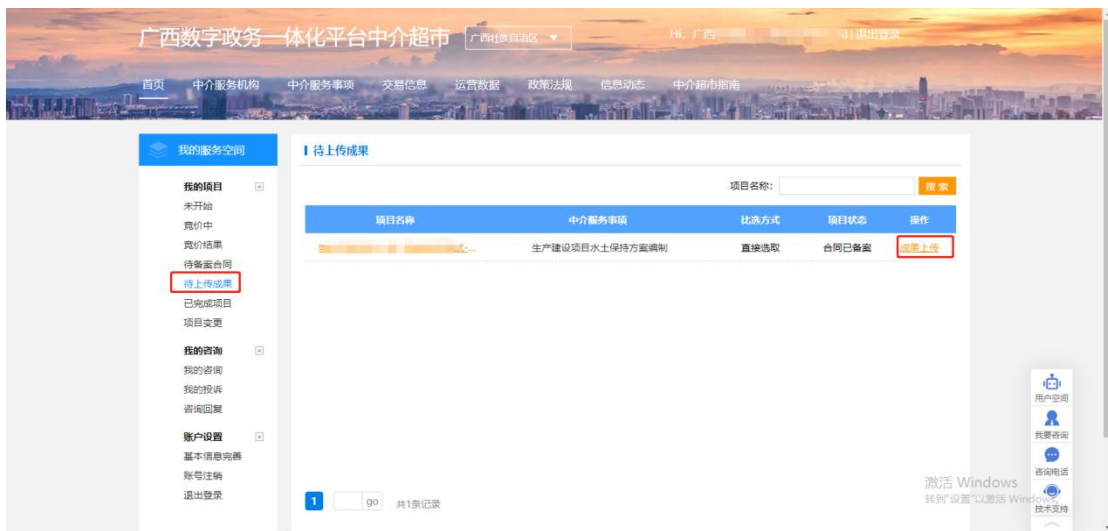 广西数字政务一体化平台中介超市 广西壮族自治区 ▼ Hi, 广西 退出登录
首页 中介服务机构 中介服务事项 交易信息 运营数据 政策法规 信息动态 中介超市指南
我的服务空间
我的项目
未开始
竞价中
竞价结果
待备案合同
待上传成果
已完成项目
项目变更
我的咨询
我的咨询
我的投诉
咨询回复
账户设置
基本信息完善
账号注销
退出登录
待上传成果
项目名称: 搜索
项目名称 中介服务事项 比选方式 项目状态 操作
生产建设项目水土保持方案编制 直接选取 合同已备案 成果上传
1 go 共1条记录
用户空间
我要咨询
咨询电话
技术支持
激活 Windows
转到"设置"以激活 Windows。